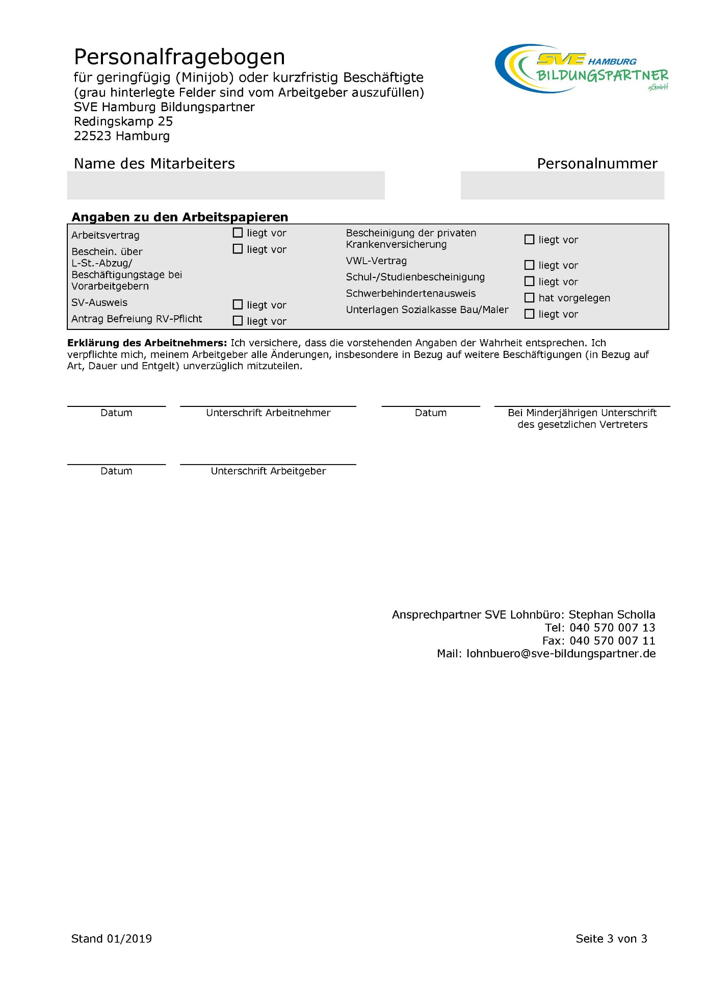 Personalfragebogen
für geringfügig (Minijob) oder kurzfristig Beschäftigte
(grau hinterlegte Felder sind vom Arbeitgeber auszufüllen)
SVE Hamburg Bildungspartner
Redingskamp 25
22523 Hamburg
SVE HAMBURG
BILDUNGSPARTNER
gGmbH
Name des Mitarbeiters
Personalnummer
Angaben zu den Arbeitspapieren
Arbeitsvertrag
liegt vor
Beschein. über
L-St.-Abzug/
Beschäftigungstage bei
Vorarbeitgebern
liegt vor
SV-Ausweis
liegt vor
Antrag Befreiung RV-Pflicht
liegt vor
Bescheinigung der privaten
Krankenversicherung
liegt vor
VWL-Vertrag
liegt vor
Schul-/Studienbescheinigung
liegt vor
Schwerbehindertenausweis
hat vorgelegen
Unterlagen Sozialkasse Bau/Maler
liegt vor
Erklärung des Arbeitnehmers: Ich versichere, dass die vorstehenden Angaben der Wahrheit entsprechen. Ich
verpflichte mich, meinem Arbeitgeber alle Änderungen, insbesondere in Bezug auf weitere Beschäftigungen (in Bezug auf
Art, Dauer und Entgelt) unverzüglich mitzuteilen.
Datum
Unterschrift Arbeitnehmer
Datum
Bei Minderjährigen Unterschrift
des gesetzlichen Vertreters
Datum
Unterschrift Arbeitgeber
Ansprechpartner SVE Lohnbüro: Stephan Scholla
Tel: 040 570 007 13
Fax: 040 570 007 11
Mail: lohnbuero@sve-bildungspartner.de
Stand 01/2019
Seite 3 von 3